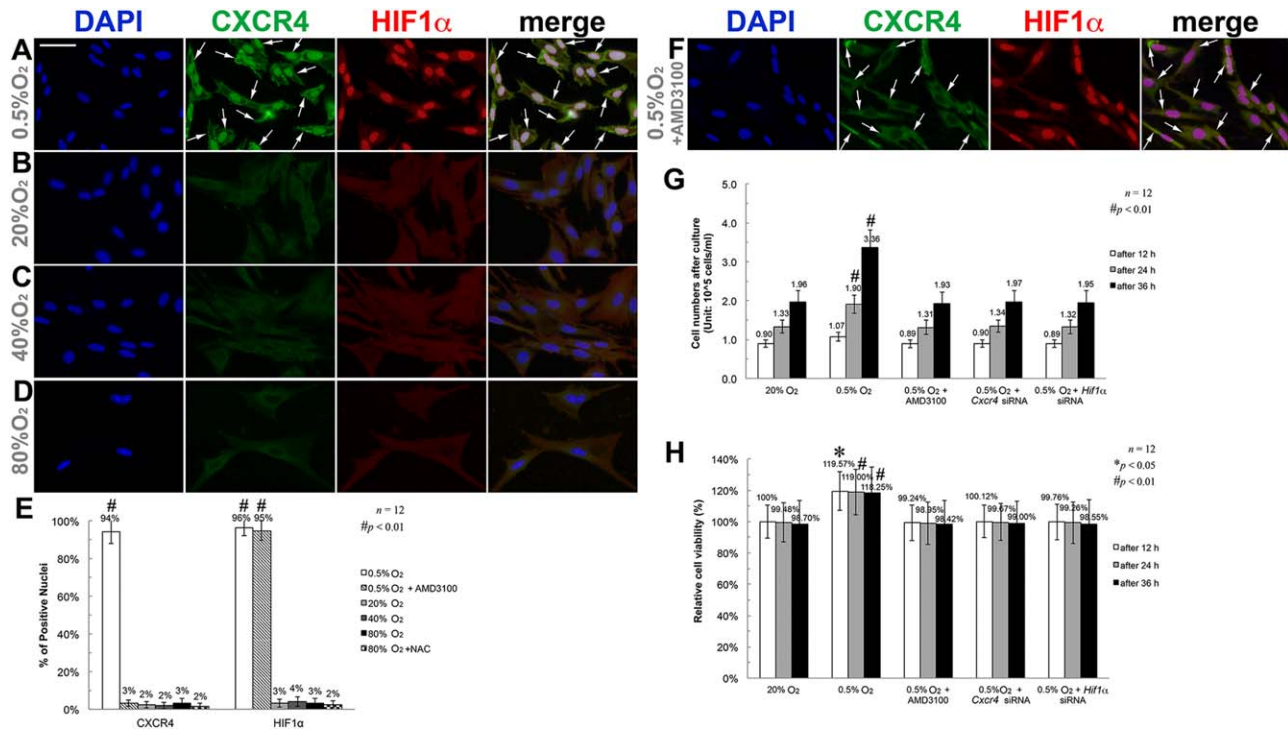 DAPI CXCR4 HIF1α merge
A
0.5%O₂
B
20%O₂
C
40%O₂
D
80%O₂
DAPI CXCR4 HIF1α merge
F
0.5%O₂
+AMD3100
E
% of Positive Nuclei
100%
80%
60%
40%
20%
0%
#
94%
3% 2% 2% 3% 2%
# #
96% 95%
3% 4% 3% 2%
CXCR4 HIF1α
n = 12
#p < 0.01
0.5% O₂
0.5% O₂ + AMD3100
20% O₂
40% O₂
80% O₂
80% O₂ +NAC
G
Cell numbers after culture
(Unit: 10^5 cells/ml)
5.0
4.0
3.0
2.0
1.0
0.0
0.90 1.33 1.96
1.07 # 1.90 # 3.36
0.89 1.31 1.93
0.90 1.34 1.97
0.89 1.32 1.95
20% O₂
0.5% O₂
0.5% O₂ +
AMD3100
0.5% O₂ +
Cxcr4 siRNA
0.5% O₂ + Hif1α
siRNA
n = 12
#p < 0.01
after 12 h
after 24 h
after 36 h
H
Relative cell viability (%)
140%
120%
100%
80%
60%
40%
20%
0%
100% 99.48% 98.70%
* 119.57% # 119.00% # 118.25%
99.24% 98.95% 98.42%
100.12% 99.67% 99.00%
99.76% 99.26% 98.55%
20% O₂
0.5% O₂
0.5% O₂ +
AMD3100
0.5% O₂ +
Cxcr4 siRNA
0.5% O₂ + Hif1α
siRNA
n = 12
*p < 0.05
#p < 0.01
after 12 h
after 24 h
after 36 h